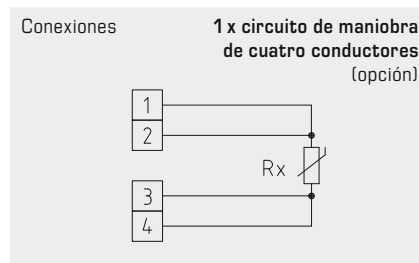 Conexiones
1 x circuito de maniobra
de cuatro conductores
(opción)
1
2
Rx
3
4